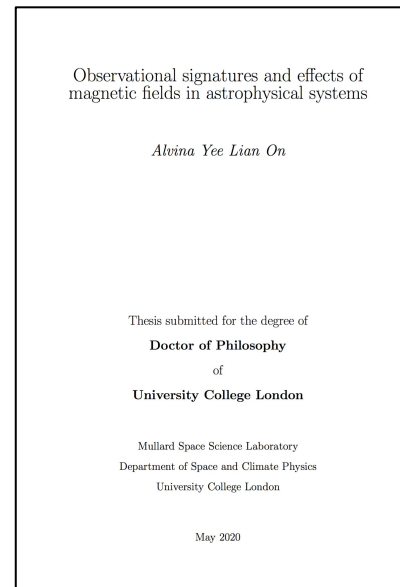 Observational signatures and effects of
magnetic fields in astrophysical systems
Alvina Yee Lian On
Thesis submitted for the degree of
Doctor of Philosophy
of
University College London
Mullard Space Science Laboratory
Department of Space and Climate Physics
University College London
May 2020